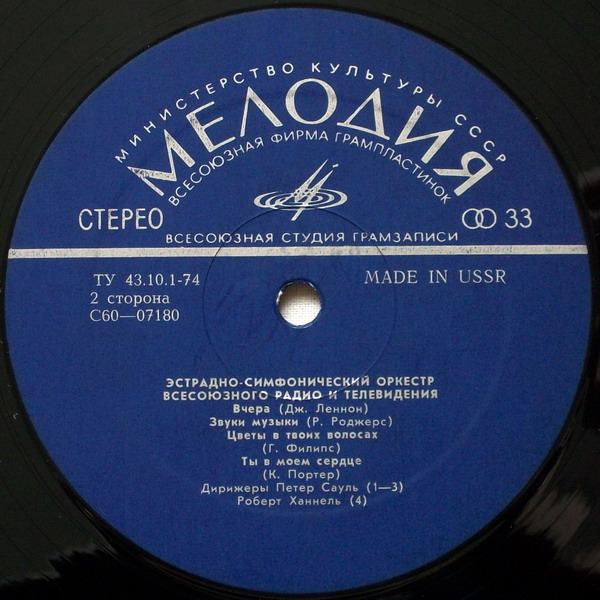 МИНИСТЕРСТВО КУЛЬТУРЫ СССР
МЕЛОДИЯ
ВСЕСОЮЗНАЯ ФИРМА ГРАМПЛАСТИНОК
СТЕРЕО
33
ВСЕСОЮЗНАЯ СТУДИЯ ГРАМЗАПИСИ
ТУ 43.10.1-74
MADE IN USSR
2 сторона
С60—07180
ЭСТРАДНО-СИМФОНИЧЕСКИЙ ОРКЕСТР
ВСЕСОЮЗНОГО РАДИО И ТЕЛЕВИДЕНИЯ
Вчера (Дж. Леннон)
Звуки музыки (Р. Роджерс)
Цветы в твоих волосах
(Г. Филипс)
Ты в моем сердце
(К. Портер)
Дирижеры Петер Сауль (1—3)
Роберт Ханнель (4)